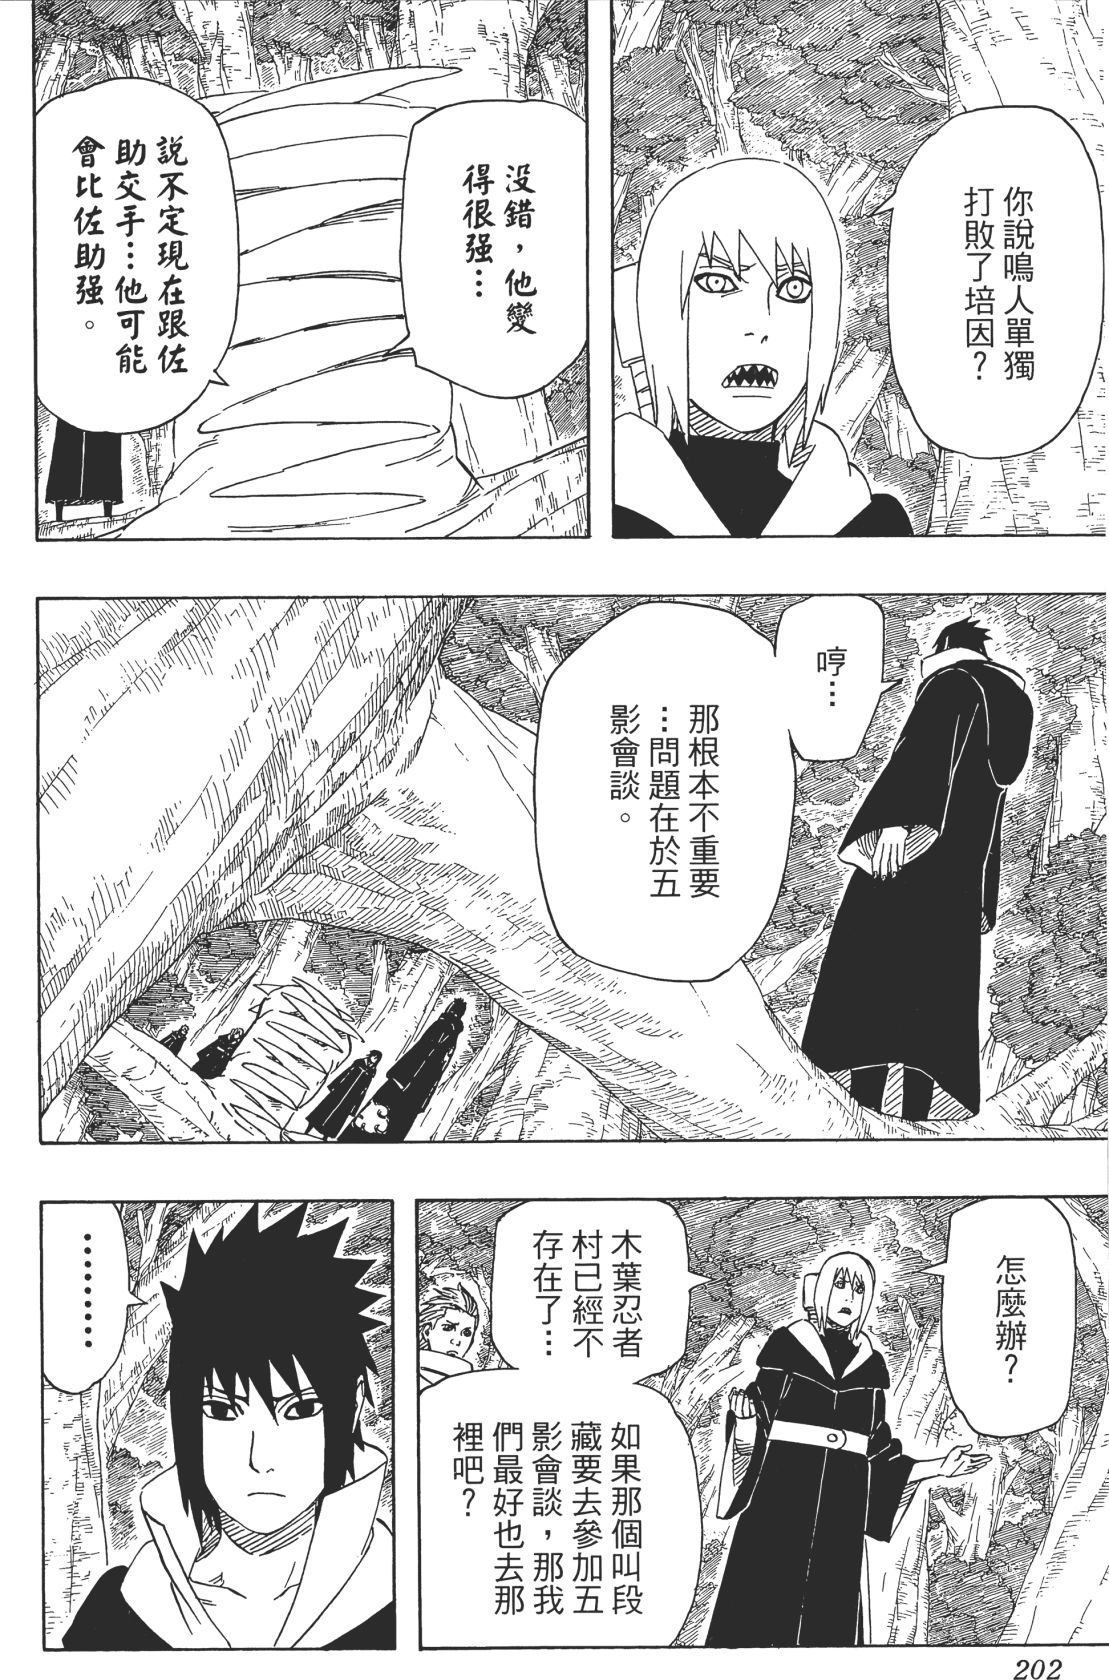 你說鳴人單獨
打敗了培因？
没錯，他變
得很强…
說不定現在跟佐
助交手…他可能
會比佐助强。
哼…
那根本不重要
…問題在於五
影會談。
怎麼辦？
木葉忍者
村已經不
存在了…
如果那個叫段
藏要去參加五
影會談，那我
們最好也去那
裡吧？
………
202